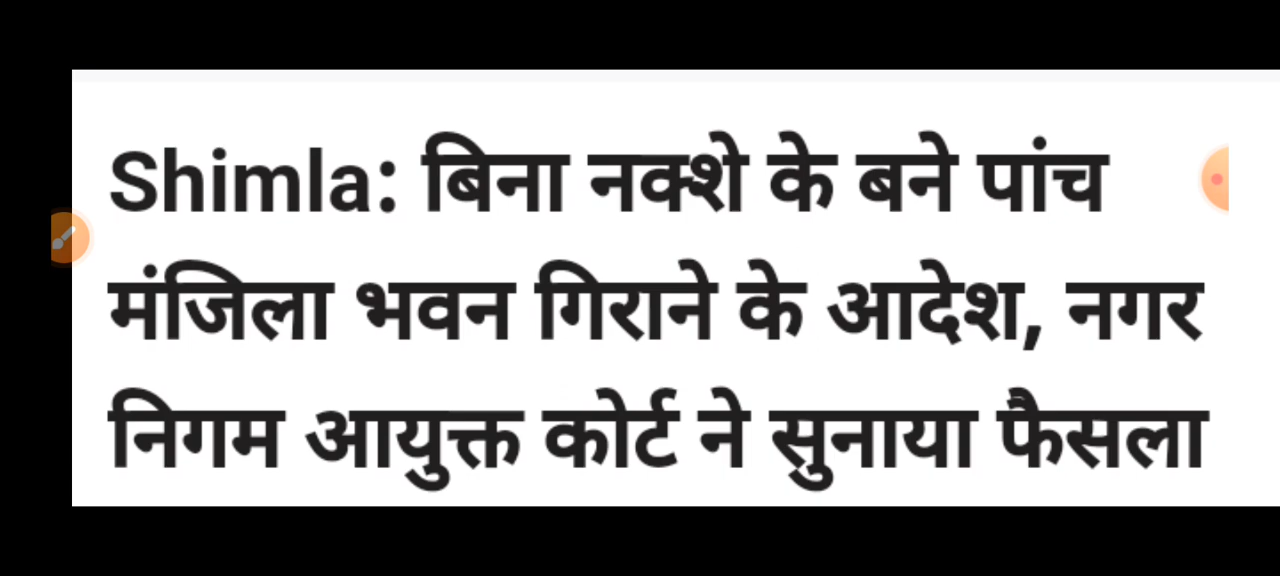 Shimla: बिना नक्शे के बने पांच
मंजिला भवन गिराने के आदेश, नगर
निगम आयुक्त कोर्ट ने सुनाया फैसला